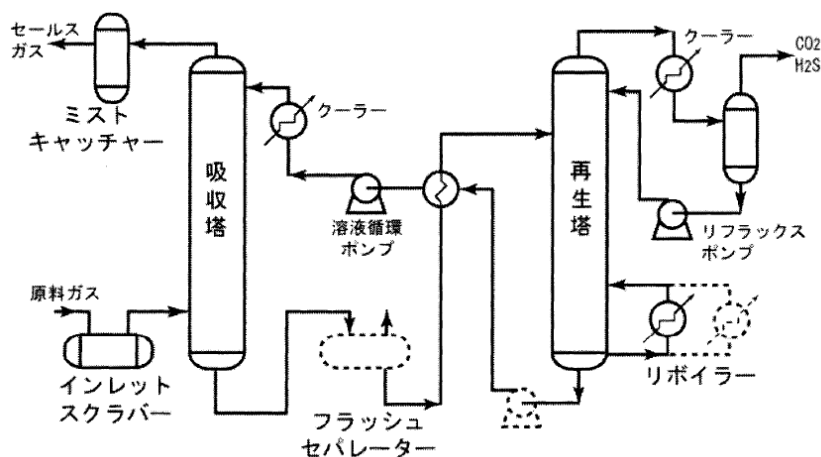 セールス
ガス
ミスト
キャッチャー
吸収塔
クーラー
溶液循環
ポンプ
原料ガス
インレット
スクラバー
フラッシュ
セパレーター
再生塔
クーラー
CO2
H2S
リフラックス
ポンプ
リボイラー